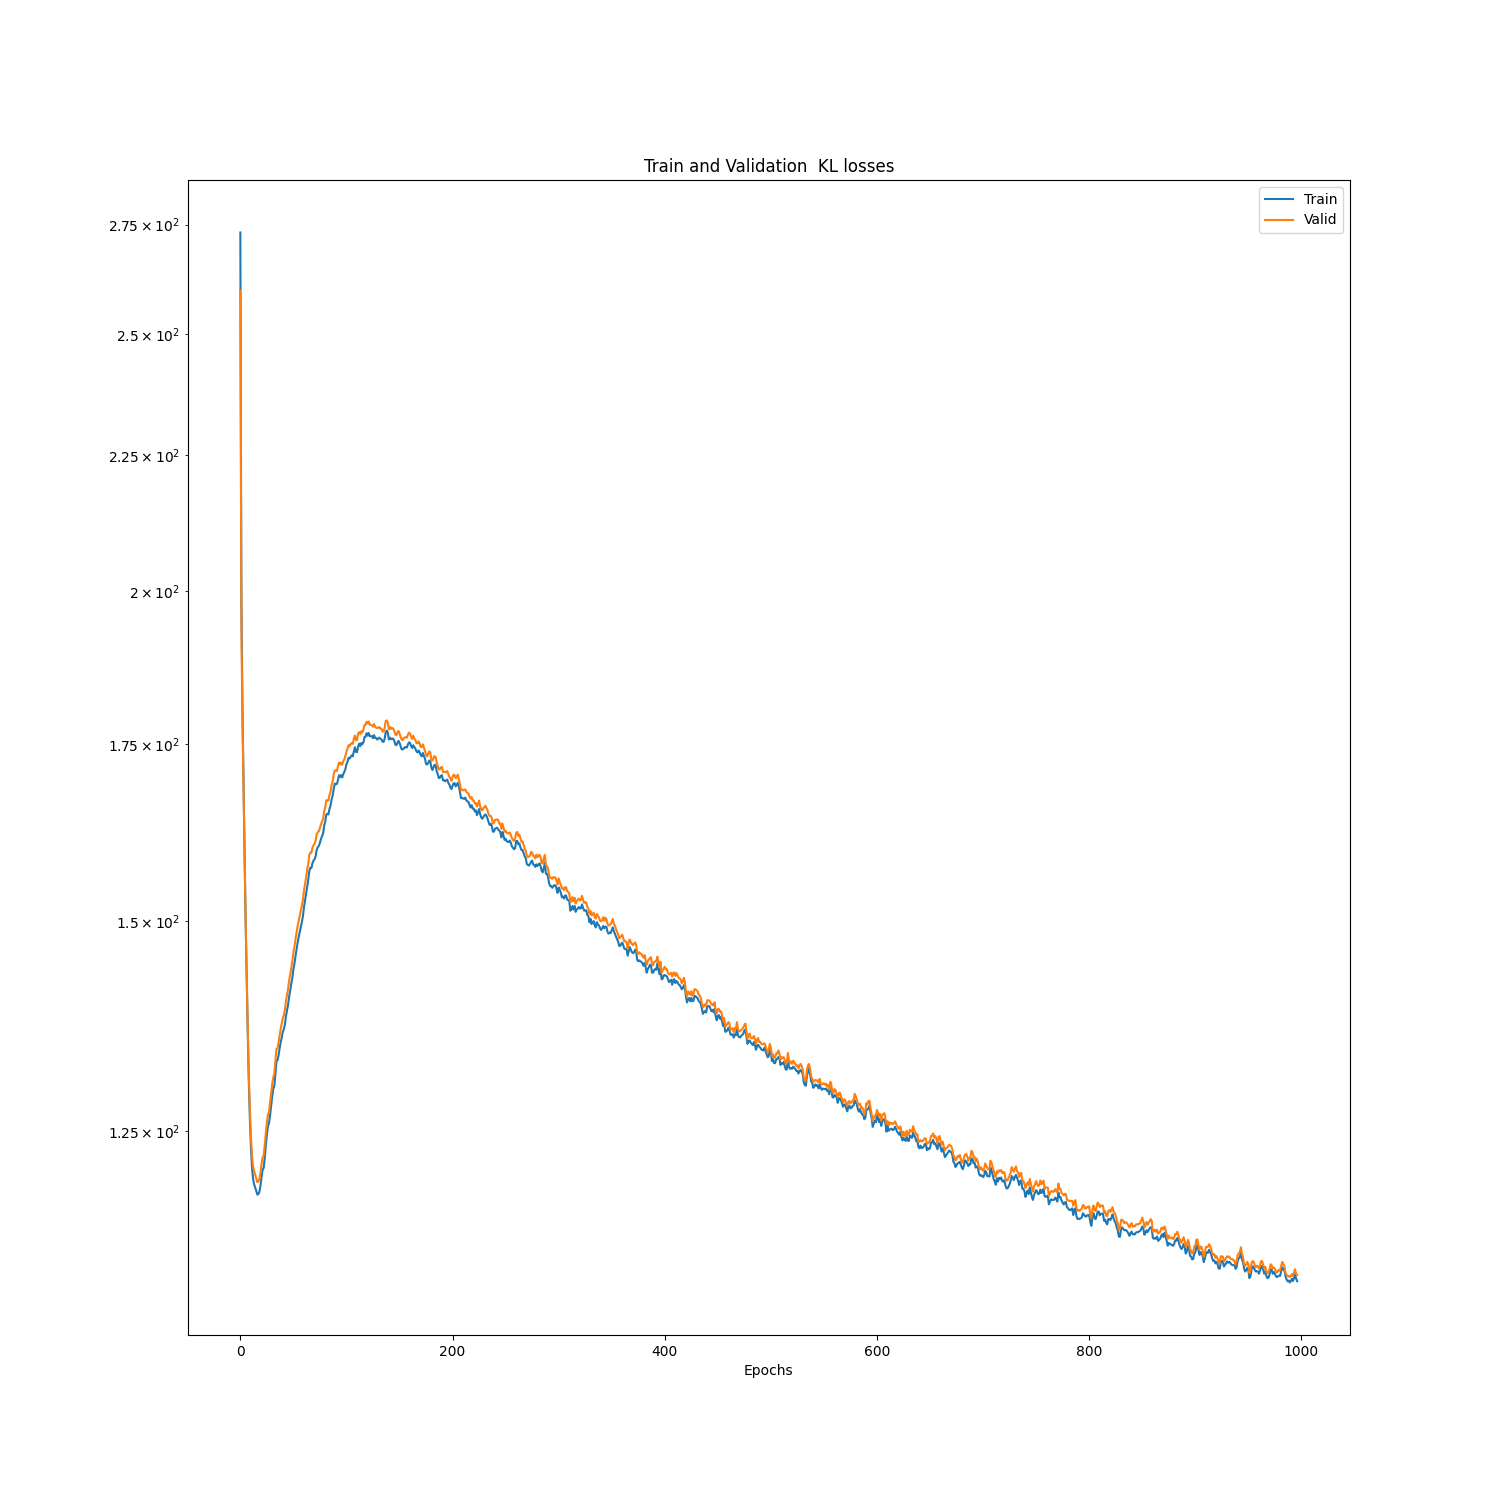 Train and Validation  KL losses
Train
Valid
2.75 × 10²
2.5 × 10²
2.25 × 10²
2 × 10²
1.75 × 10²
1.5 × 10²
1.25 × 10²
0 200 400 600 800 1000
Epochs